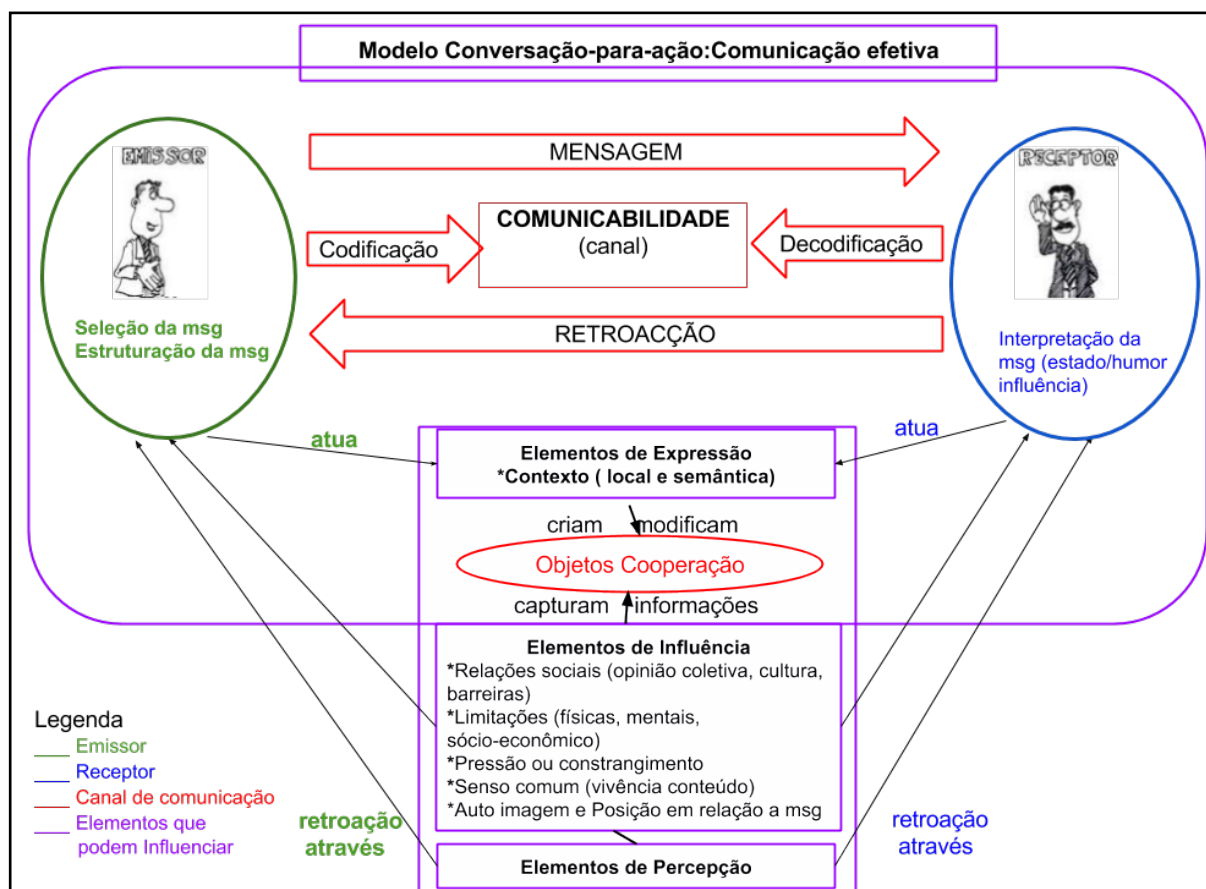 Modelo Conversação-para-ação:Comunicação efetiva
EMISSOR
MENSAGEM
RECEPTOR
Codificação
COMUNICABILIDADE
(canal)
Decodificação
Seleção da msg
Estruturação da msg
RETROACÇÃO
Interpretação da
msg (estado/humor
influência)
atua
atua
Elementos de Expressão
*Contexto ( local e semântica)
criam modificam
Objetos Cooperação
capturam informações
Elementos de Influência
*Relações sociais (opinião coletiva, cultura,
barreiras)
*Limitações (físicas, mentais,
sócio-econômico)
*Pressão ou constrangimento
*Senso comum (vivência conteúdo)
*Auto imagem e Posição em relação a msg
Legenda
___ Emissor
___ Receptor
___ Canal de comunicação
___ Elementos que
podem Influenciar
retroação
através
retroação
através
Elementos de Percepção